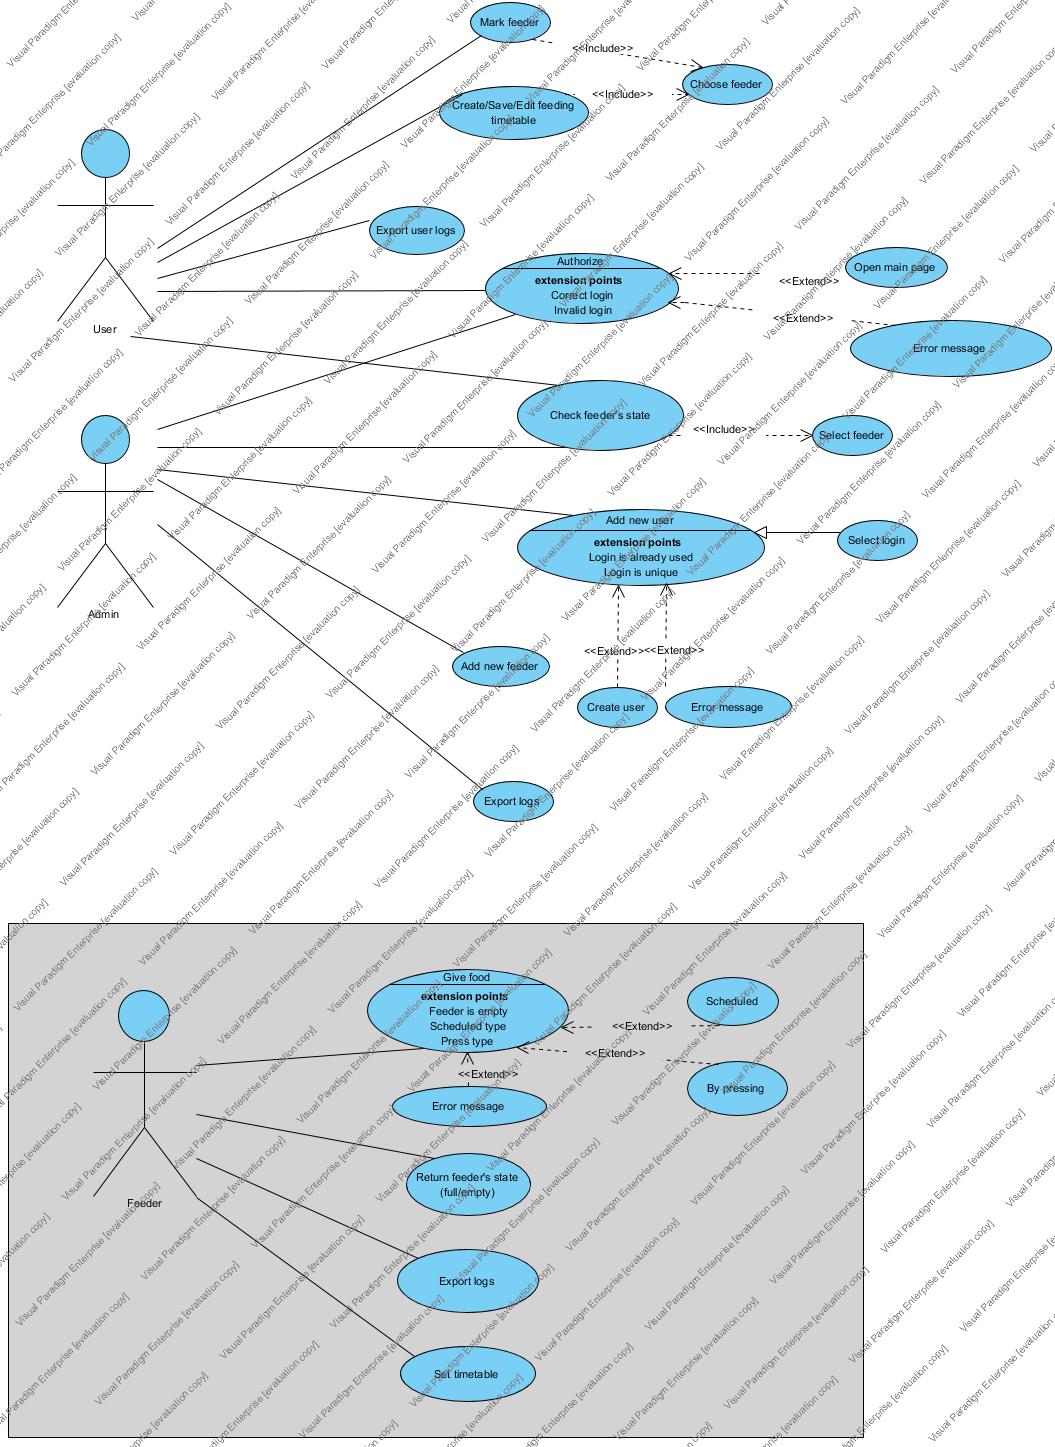 Mark feeder
<<Include>>
Choose feeder
<<Include>>
Create/Save/Edit feeding
timetable
Export user logs
Authorize
extension points
Correct login
Invalid login
Open main page
<<Extend>>
<<Extend>>
Error message
User
Check feeder's state
<<Include>>
Select feeder
Add new user
extension points
Login is already used
Login is unique
Select login
Admin
<<Extend>>
<<Extend>>
Add new feeder
Create user
Error message
Export logs
Give food
extension points
Feeder is empty
Scheduled type
Press type
Scheduled
<<Extend>>
<<Extend>>
<<Extend>>
By pressing
Error message
Return feeder's state
(full/empty)
Feeder
Export logs
Set timetable
Visual Paradigm Enterprise [evaluation copy]